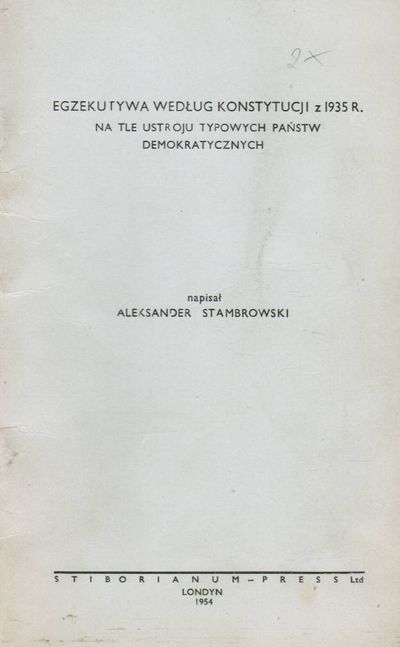 2x
EGZEKUTYWA WEDŁUG KONSTYTUCJI z 1935 R.
NA TLE USTROJU TYPOWYCH PAŃSTW
DEMOKRATYCZNYCH
napisał
ALEKSANDER STAMBROWSKI
STIBORIANUM—PRESS Ltd
LONDYN
1954